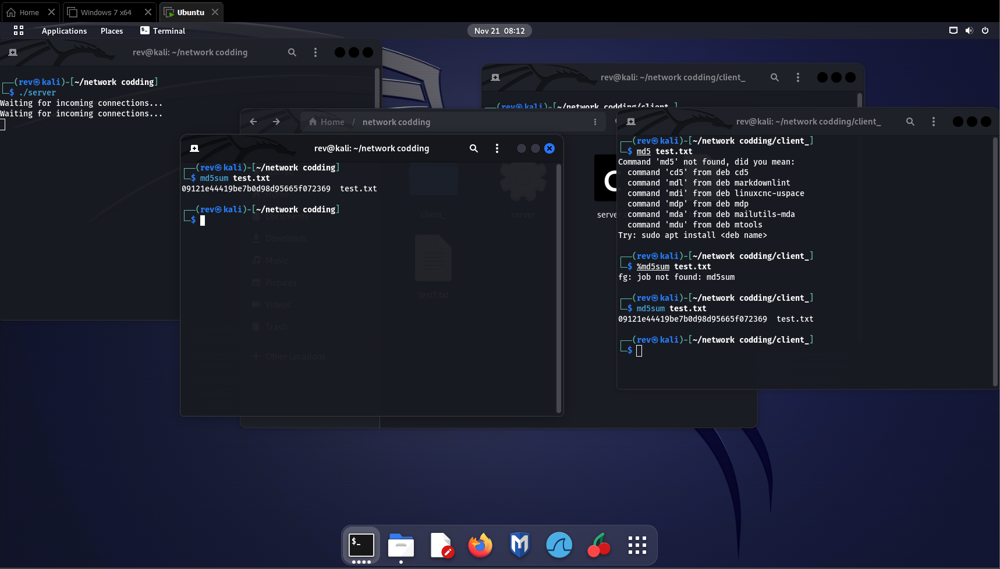 Home
Windows 7 x64
Ubuntu
Applications
Places
Terminal
Nov 21 08:12
rev@kali: ~/network codding
┌──(rev㉿kali)-[~/network codding]
└─$ ./server
Waiting for incoming connections...
Waiting for incoming connections...
rev@kali: ~/network codding/client_
┌──(rev㉿kali)-[~/network codding/client_]
Home / network codding
client_
server
test1.txt
Home
Documents
Downloads
Music
Pictures
Videos
Trash
Other Locations
rev@kali: ~/network codding
┌──(rev㉿kali)-[~/network codding]
└─$ md5sum test.txt
09121e44419be7b0d98d95665f072369  test.txt
┌──(rev㉿kali)-[~/network codding]
└─$
rev@kali: ~/network codding/client_
┌──(rev㉿kali)-[~/network codding/client_]
└─$ md5 test.txt
Command 'md5' not found, did you mean:
command 'cd5' from deb cd5
command 'mdl' from deb markdownlint
command 'mdi' from deb linuxcnc-uspace
command 'mdp' from deb mdp
command 'mda' from deb mailutils-mda
command 'mdu' from deb mtools
Try: sudo apt install <deb name>
┌──(rev㉿kali)-[~/network codding/client_]
└─$ %md5sum test.txt
fg: job not found: md5sum
┌──(rev㉿kali)-[~/network codding/client_]
└─$ md5sum test.txt
09121e44419be7b0d98d95665f072369  test.txt
┌──(rev㉿kali)-[~/network codding/client_]
└─$